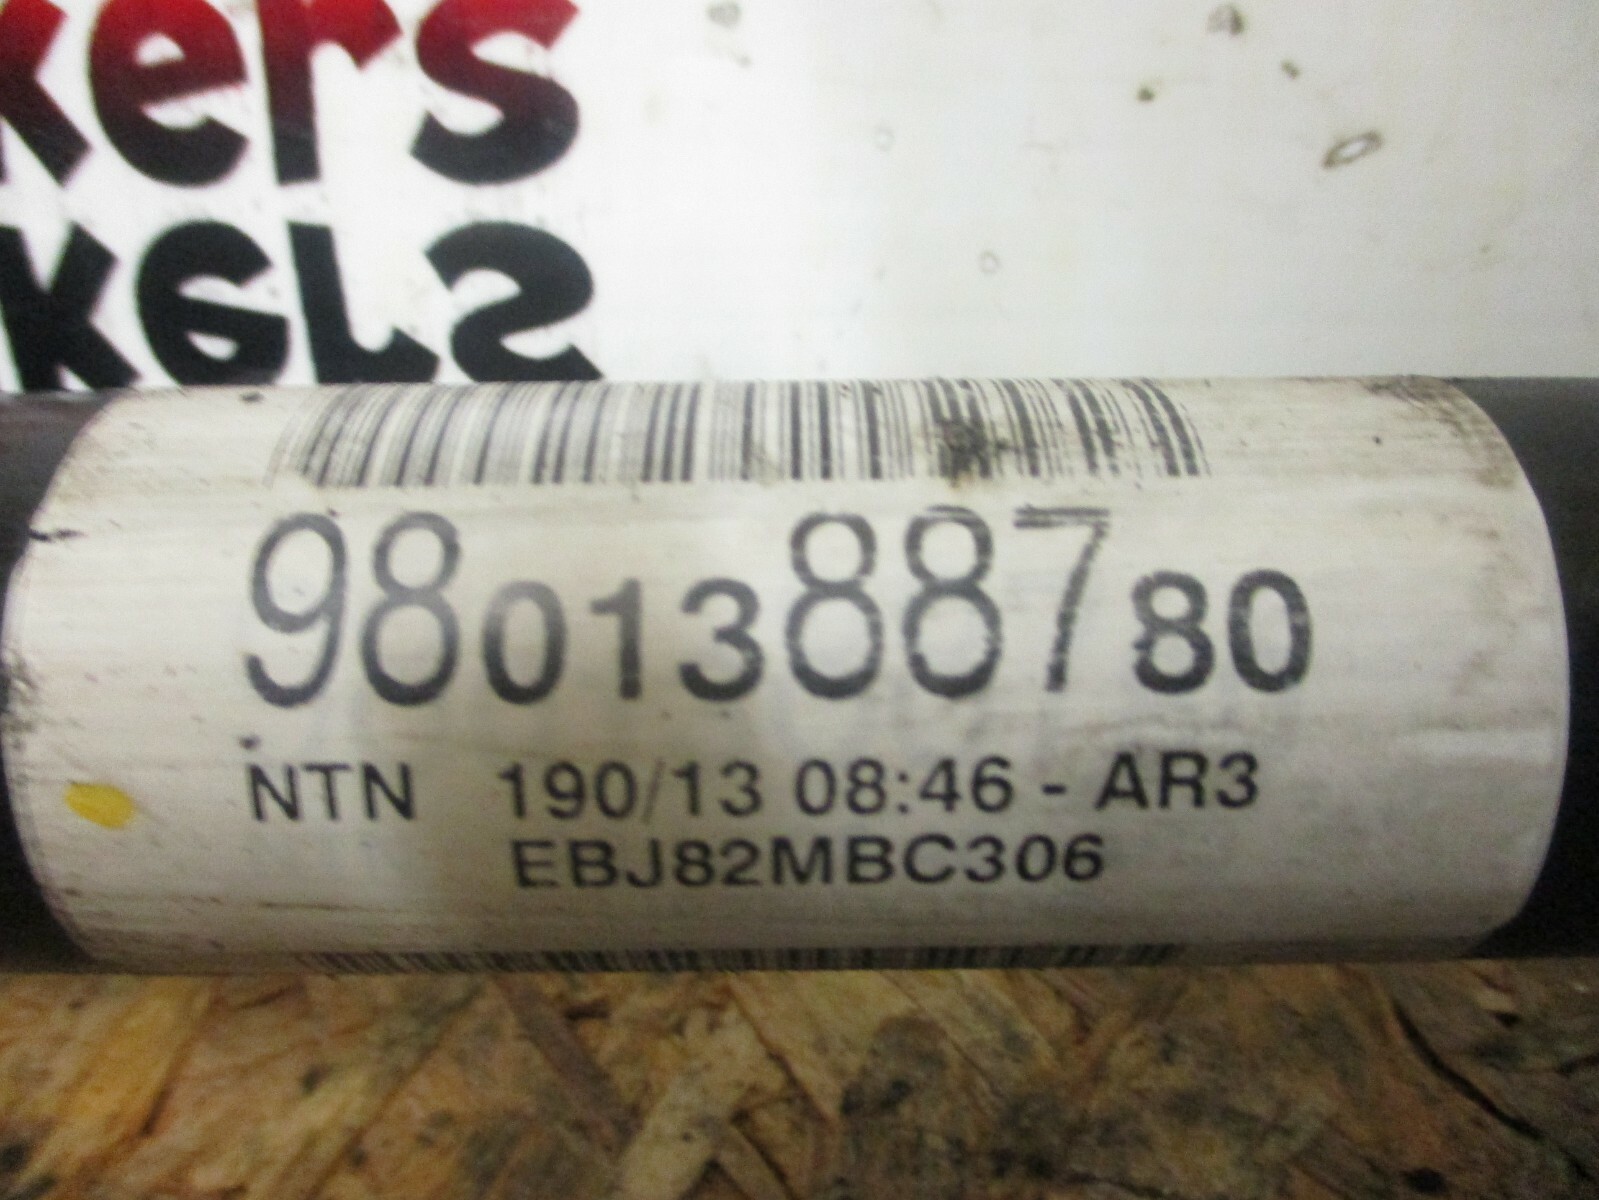 kers
9801388780
NTN 190/13 08:46 - AR3
EBJ82MBC306